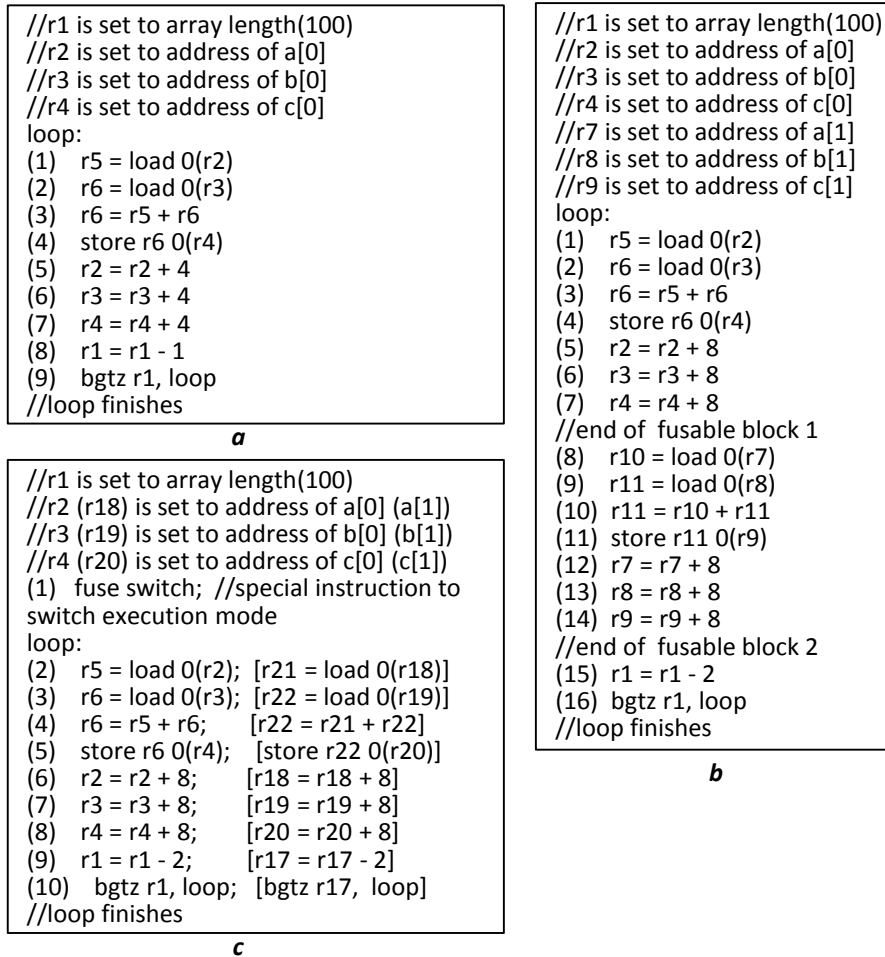 //r1 is set to array length(100)
//r2 is set to address of a[0]
//r3 is set to address of b[0]
//r4 is set to address of c[0]
loop:
(1) r5 = load 0(r2)
(2) r6 = load 0(r3)
(3) r6 = r5 + r6
(4) store r6 0(r4)
(5) r2 = r2 + 4
(6) r3 = r3 + 4
(7) r4 = r4 + 4
(8) r1 = r1 - 1
(9) bgtz r1, loop
//loop finishes
a
//r1 is set to array length(100)
//r2 (r18) is set to address of a[0] (a[1])
//r3 (r19) is set to address of b[0] (b[1])
//r4 (r20) is set to address of c[0] (c[1])
(1) fuse switch; //special instruction to
switch execution mode
loop:
(2) r5 = load 0(r2); [r21 = load 0(r18)]
(3) r6 = load 0(r3); [r22 = load 0(r19)]
(4) r6 = r5 + r6; [r22 = r21 + r22]
(5) store r6 0(r4); [store r22 0(r20)]
(6) r2 = r2 + 8; [r18 = r18 + 8]
(7) r3 = r3 + 8; [r19 = r19 + 8]
(8) r4 = r4 + 8; [r20 = r20 + 8]
(9) r1 = r1 - 2; [r17 = r17 - 2]
(10) bgtz r1, loop; [bgtz r17, loop]
//loop finishes
c
//r1 is set to array length(100)
//r2 is set to address of a[0]
//r3 is set to address of b[0]
//r4 is set to address of c[0]
//r7 is set to address of a[1]
//r8 is set to address of b[1]
//r9 is set to address of c[1]
loop:
(1) r5 = load 0(r2)
(2) r6 = load 0(r3)
(3) r6 = r5 + r6
(4) store r6 0(r4)
(5) r2 = r2 + 8
(6) r3 = r3 + 8
(7) r4 = r4 + 8
//end of fusable block 1
(8) r10 = load 0(r7)
(9) r11 = load 0(r8)
(10) r11 = r10 + r11
(11) store r11 0(r9)
(12) r7 = r7 + 8
(13) r8 = r8 + 8
(14) r9 = r9 + 8
//end of fusable block 2
(15) r1 = r1 - 2
(16) bgtz r1, loop
//loop finishes
b